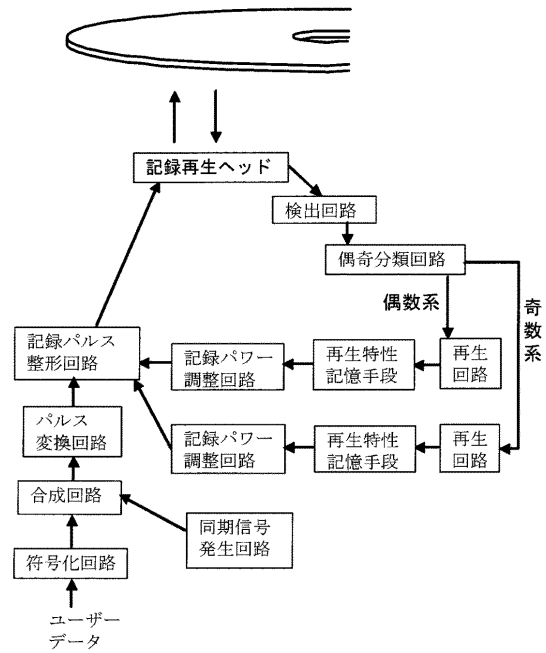 記録再生ヘッド
検出回路
偶奇分類回路
偶数系
奇数系
記録パルス
整形回路
記録パワー
調整回路
再生特性
記憶手段
再生
回路
パルス
変換回路
記録パワー
調整回路
再生特性
記憶手段
再生
回路
合成回路
同期信号
発生回路
符号化回路
ユーザー
データ